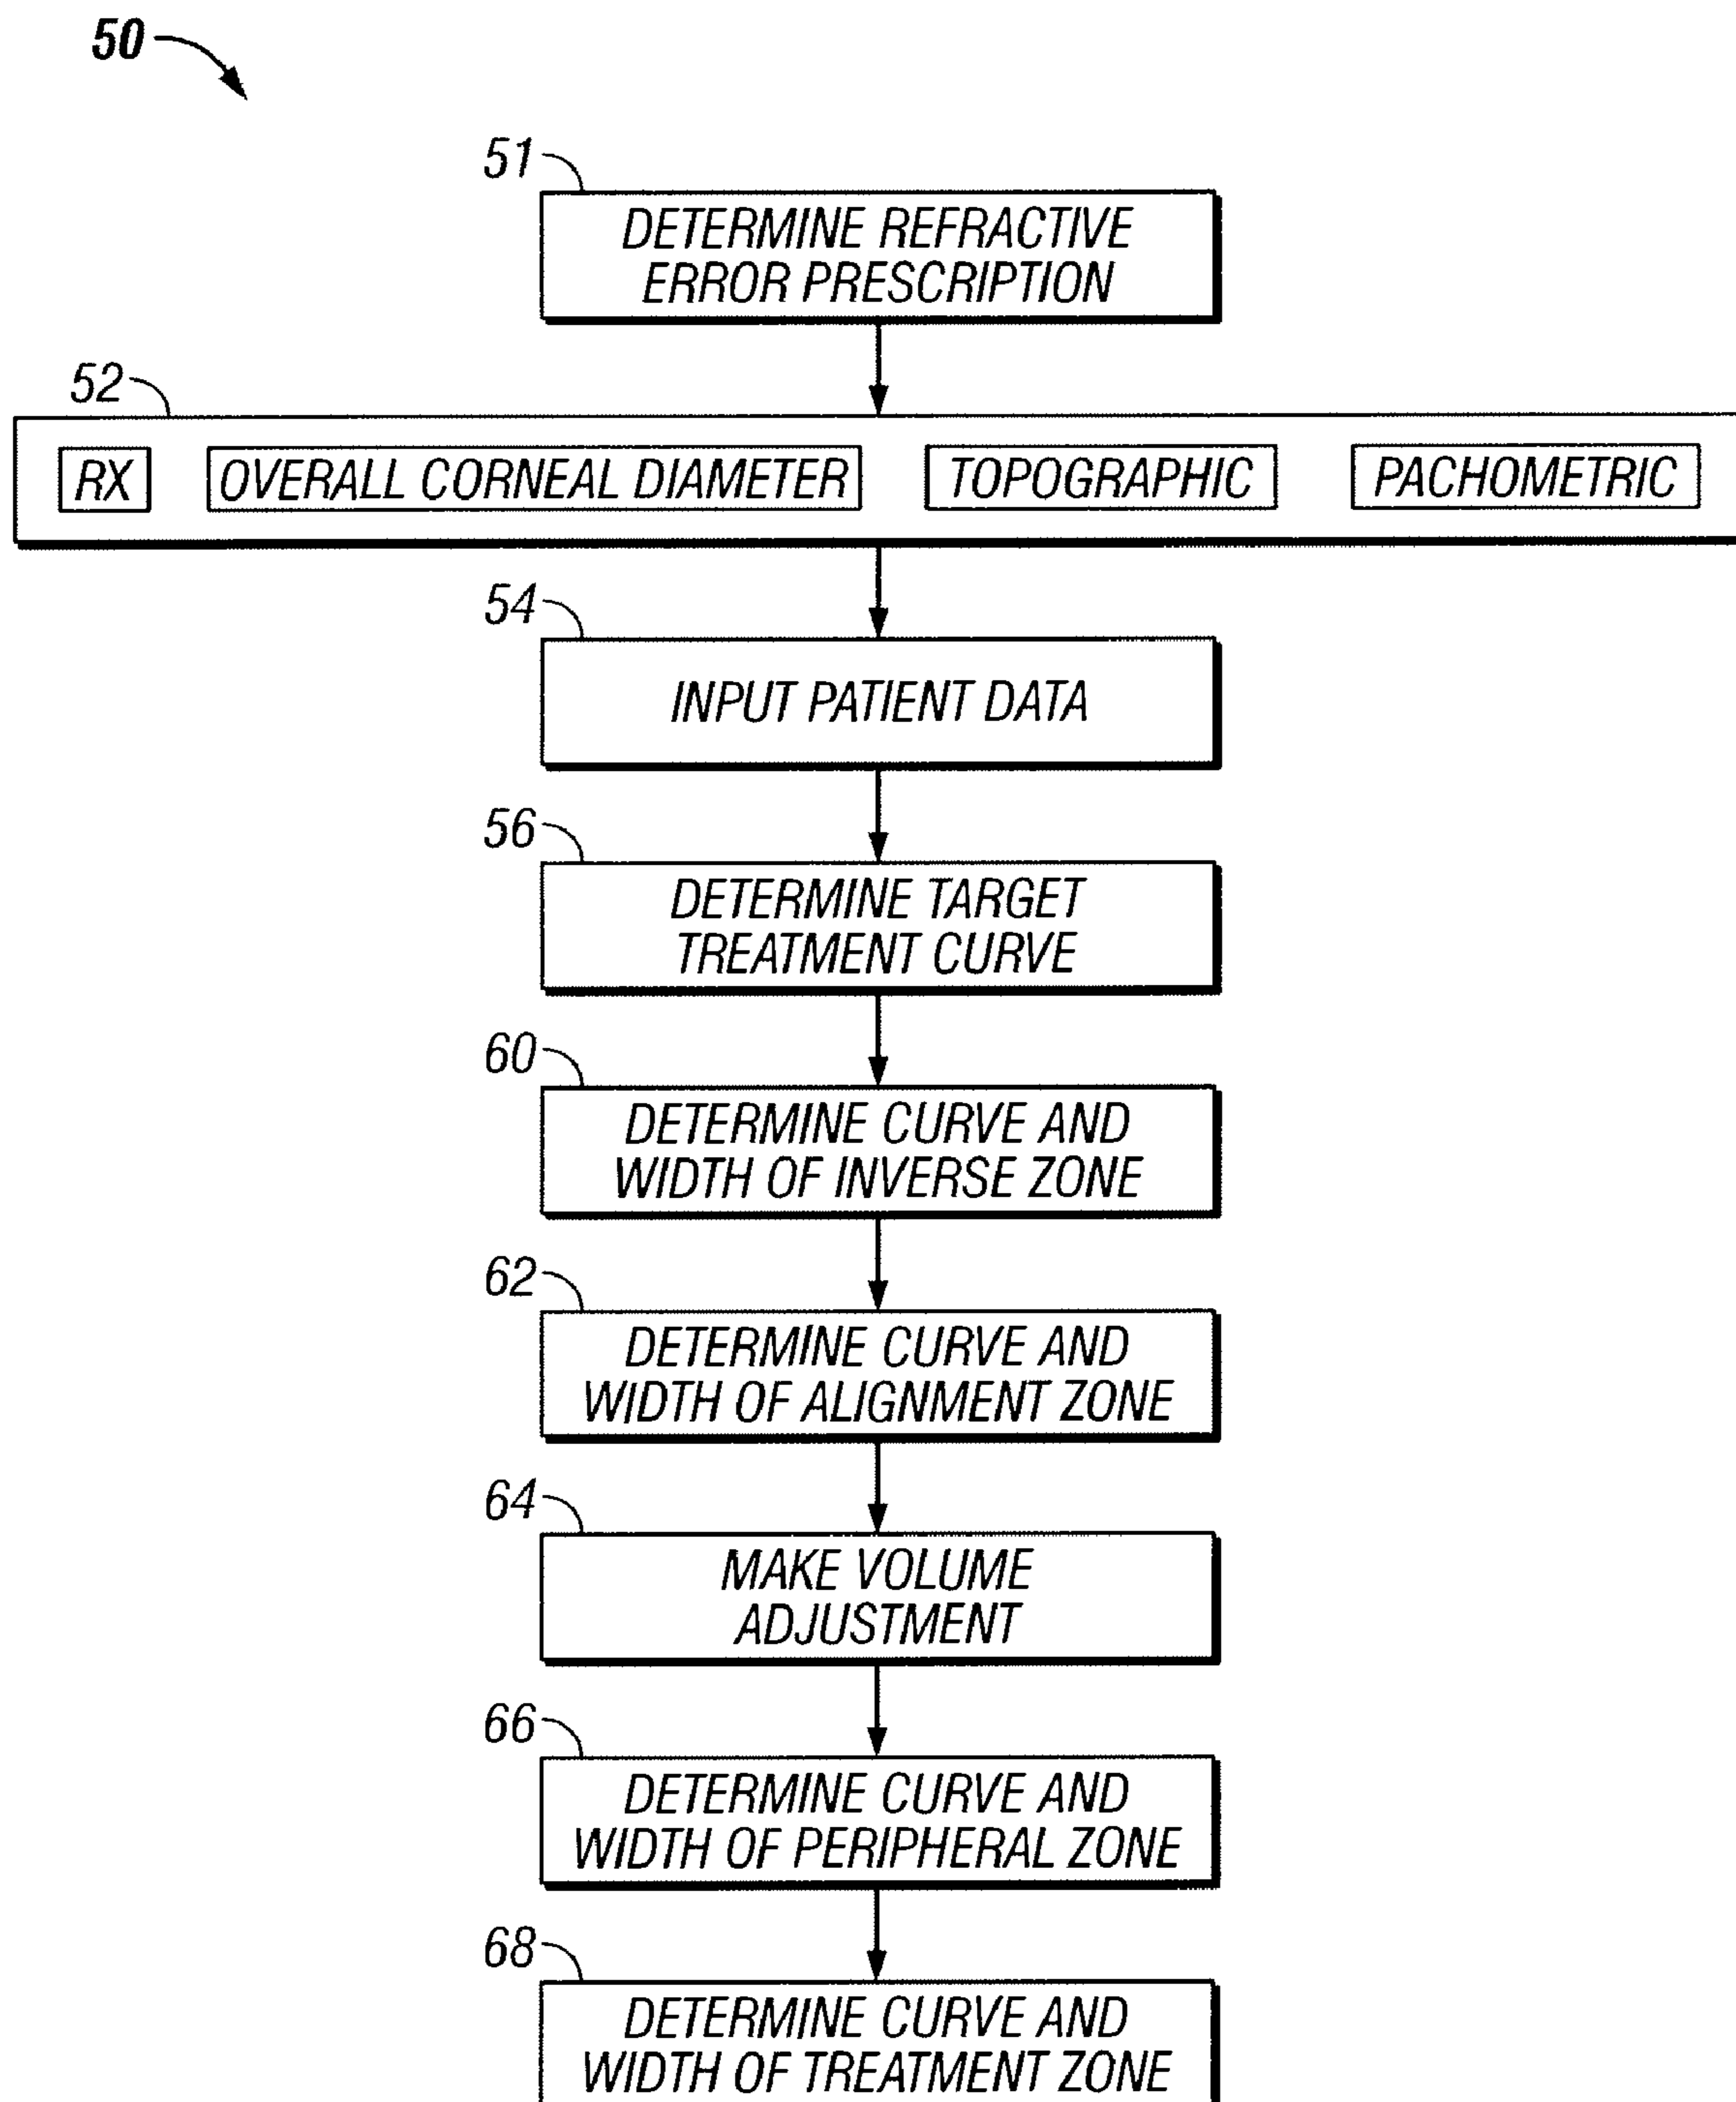 50
51
DETERMINE REFRACTIVE
ERROR PRESCRIPTION
52
RX OVERALL CORNEAL DIAMETER TOPOGRAPHIC PACHOMETRIC
54
INPUT PATIENT DATA
56
DETERMINE TARGET
TREATMENT CURVE
60
DETERMINE CURVE AND
WIDTH OF INVERSE ZONE
62
DETERMINE CURVE AND
WIDTH OF ALIGNMENT ZONE
64
MAKE VOLUME
ADJUSTMENT
66
DETERMINE CURVE AND
WIDTH OF PERIPHERAL ZONE
68
DETERMINE CURVE AND
WIDTH OF TREATMENT ZONE